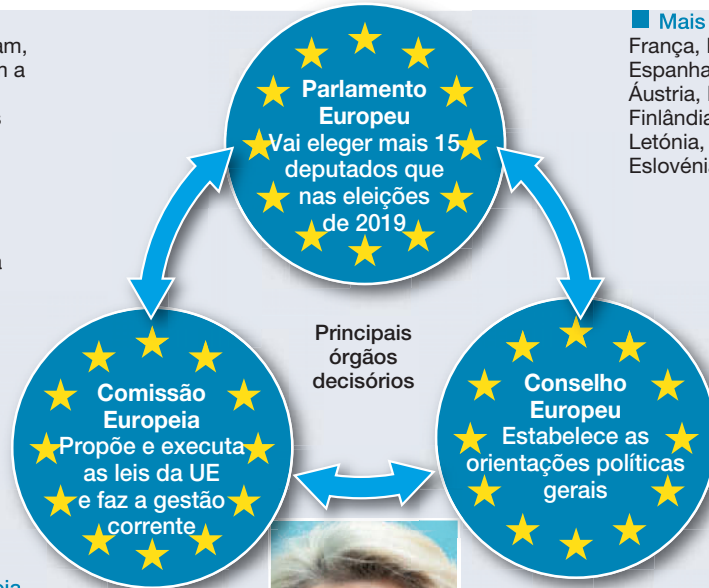 am,
n a
Parlamento
Europeu
Vai eleger mais 15
deputados que
nas eleições
de 2019
Mais
França,
Espanha
Áustria,
Finlândia
Letónia,
Eslovéni
Principais
órgãos
decisórios
Comissão
Europeia
Propõe e executa
as leis da UE
e faz a gestão
corrente
Conselho
Europeu
Estabelece as
orientações políticas
gerais